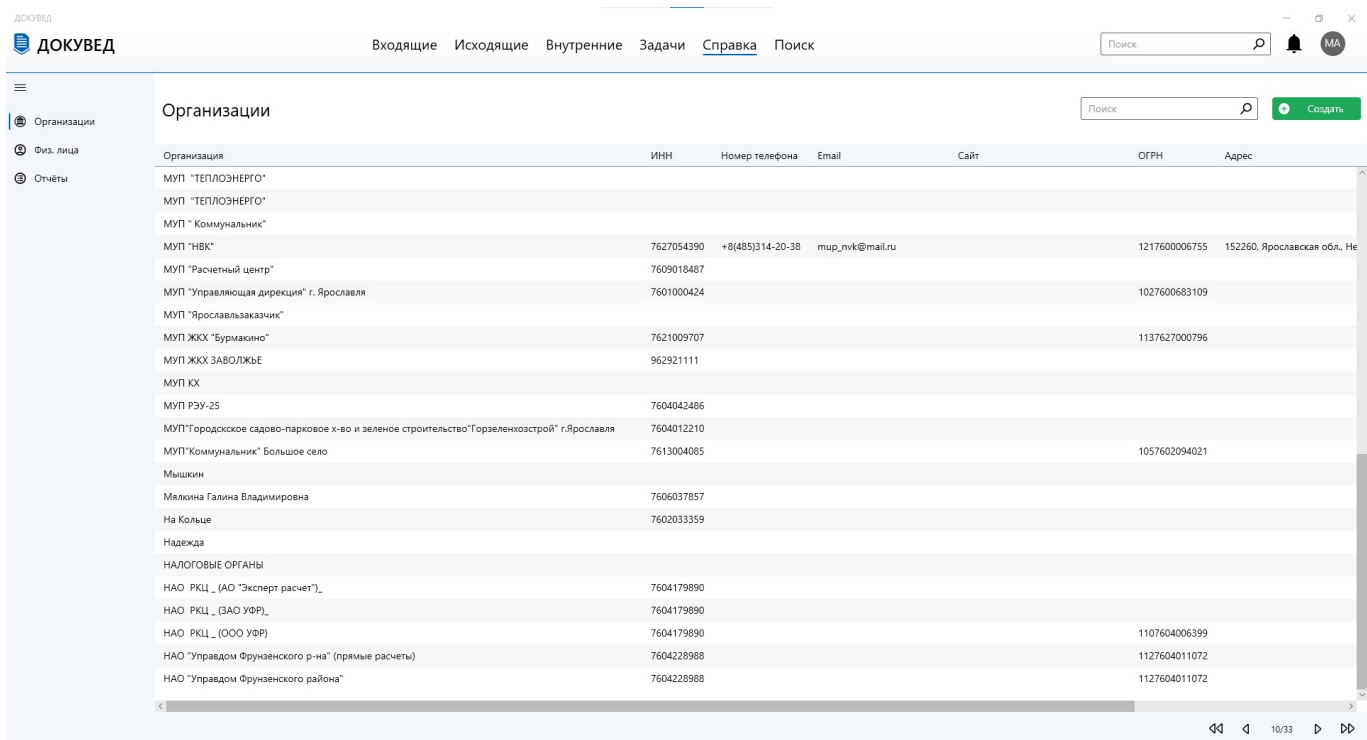 ДОКУВЕД
ДОКУВЕД Входящие Исходящие Внутренние Задачи Справка Поиск Поиск МА
Организации Поиск Создать
Организации
Физ. лица
Отчёты
Организация ИНН Номер телефона Email Сайт ОГРН Адрес
МУП "ТЕПЛОЭНЕРГО"
МУП "ТЕПЛОЭНЕРГО"
МУП " Коммунальник"
МУП "НВК" 7627054390 +8(485)314-20-38 mup_nvk@mail.ru 1217600006755 152260, Ярославская обл., Не
МУП "Расчетный центр" 7609018487
МУП "Управляющая дирекция" г. Ярославля 7601000424 1027600683109
МУП "Ярославльзаказчик"
МУП ЖКХ "Бурмакино" 7621009707 1137627000796
МУП ЖКХ ЗАВОЛЖЬЕ 962921111
МУП КХ
МУП РЭУ-25 7604042486
МУП"Городскское садово-парковое х-во и зеленое строительство"Горзеленхозстрой" г.Ярославля 7604012210
МУП"Коммунальник" Большое село 7613004085 1057602094021
Мышкин
Мялкина Галина Владимировна 7606037857
На Кольце 7602033359
Надежда
НАЛОГОВЫЕ ОРГАНЫ
НАО РКЦ _ (АО "Эксперт расчет")_ 7604179890
НАО РКЦ _ (ЗАО УФР)_ 7604179890
НАО РКЦ _ (ООО УФР) 7604179890 1107604006399
НАО "Управдом Фрунзенского р-на" (прямые расчеты) 7604228988 1127604011072
НАО "Управдом Фрунзенского района" 7604228988 1127604011072
10/33